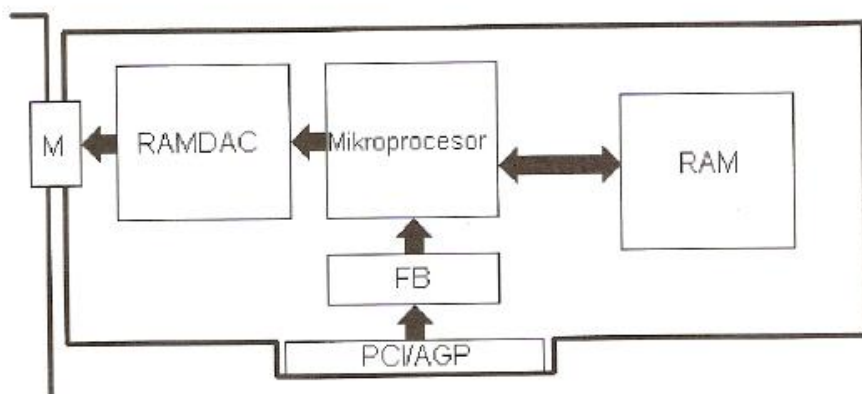 M
RAMDAC
Mikroprocesor
RAM
FB
PCI/AGP